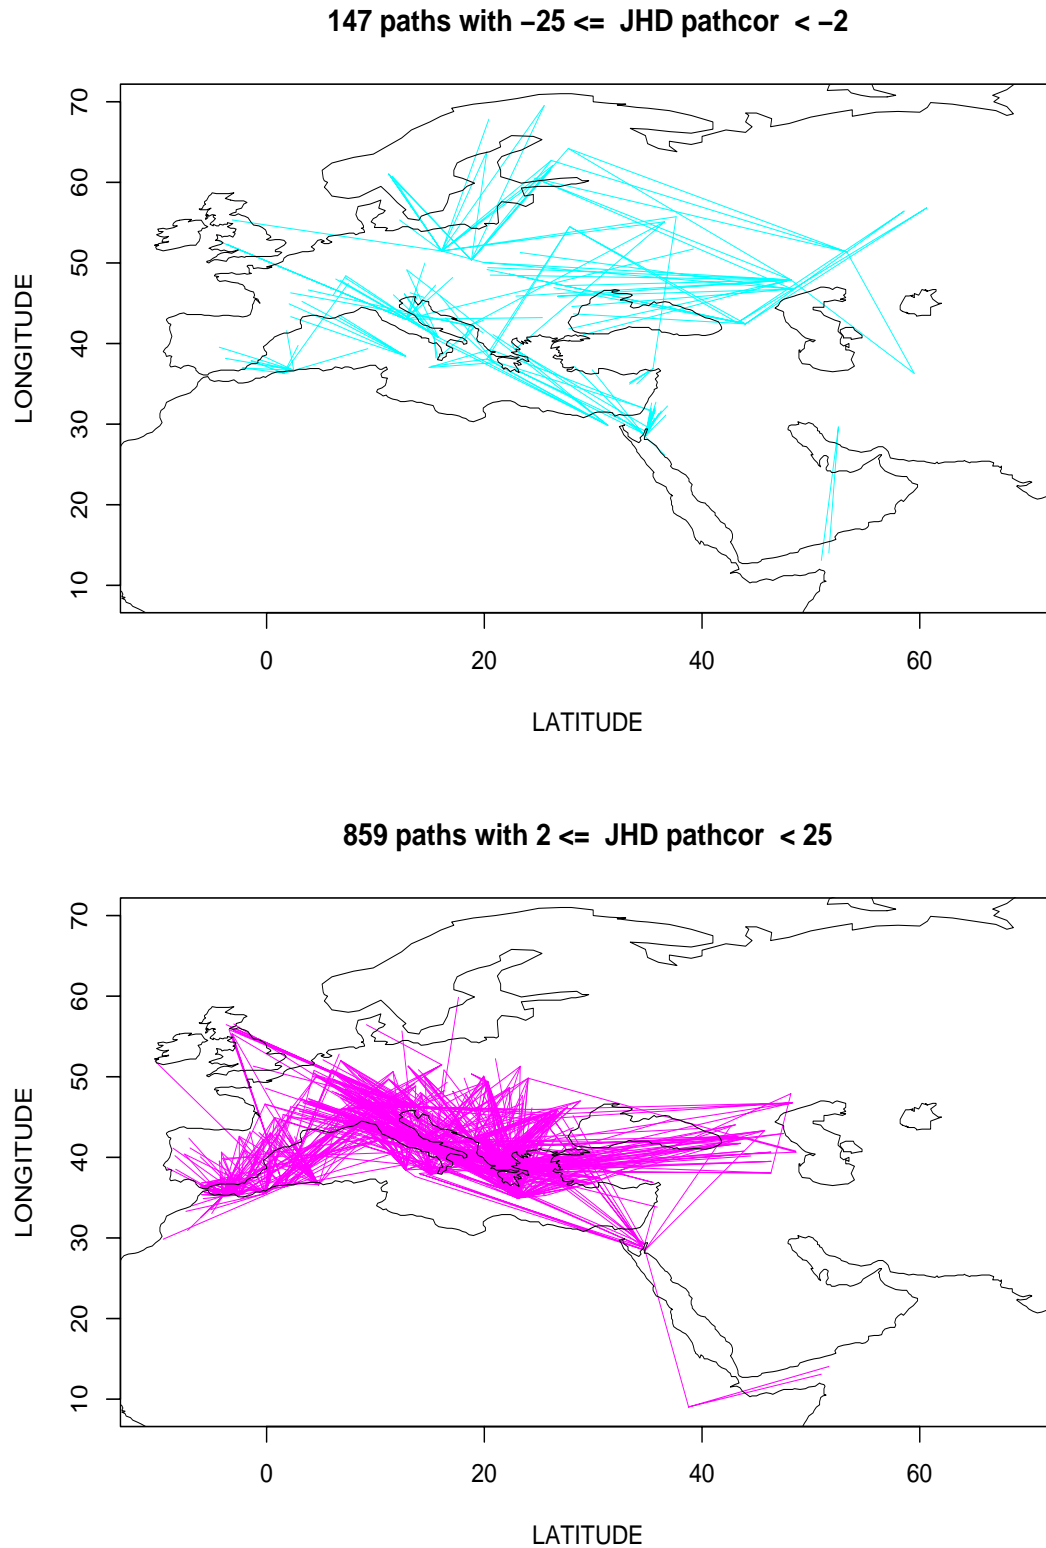 147 paths with −25 <= JHD pathcor < −2
70
60
50
40
30
20
10
LONGITUDE
0 20 40 60
LATITUDE
859 paths with 2 <= JHD pathcor < 25
70
60
50
40
30
20
10
LONGITUDE
0 20 40 60
LATITUDE